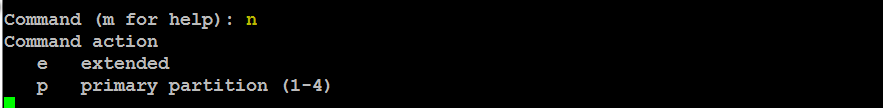 Command (m for help): n
Command action
   e   extended
   p   primary partition (1-4)